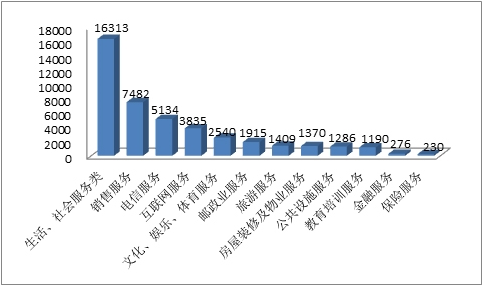 18000
16000
14000
12000
10000
8000
6000
4000
2000
0
16313
7482
5134
3835
2540
1915
1409
1370
1286
1190
276
230
生活、社会服务类
销售服务
电信服务
互联网服务
文化、娱乐、体育服务
邮政业服务
旅游服务
房屋装修及物业服务
公共设施服务
教育培训服务
金融服务
保险服务